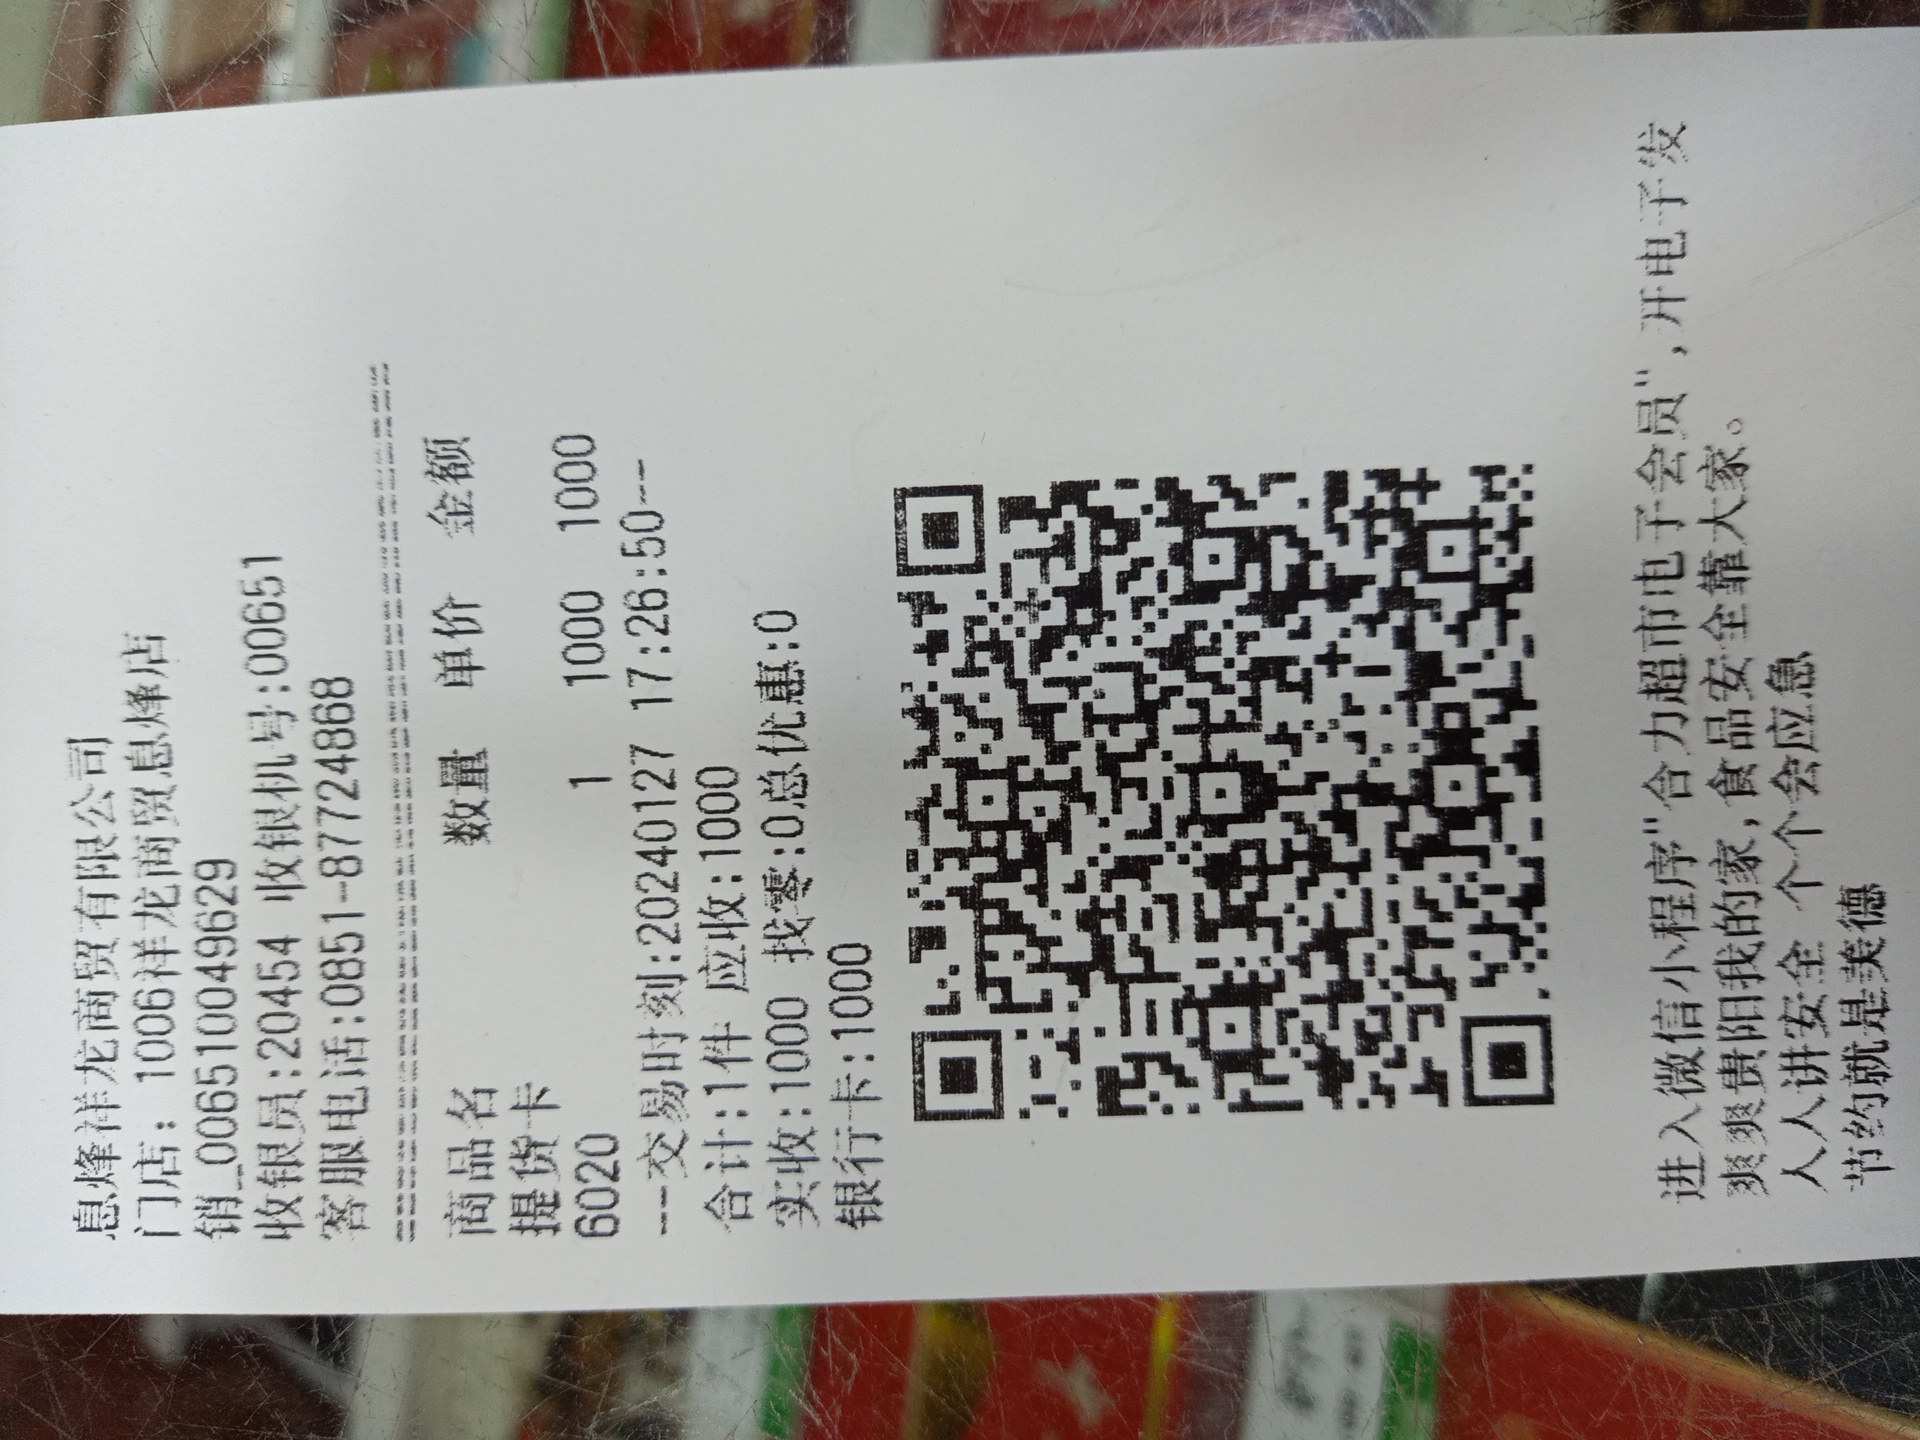 息烽祥龙商贸有限公司
门店: 1006祥龙商贸息烽店
销_006510049629
收银员:20454 收银机号:00651
客服电话:0851-87724868
商品名 数量 单价 金额
提货卡
6020 1 1000 1000
---交易时刻:20240127 17:26:50---
合计:1件 应收:1000
实收:1000 找零:0总优惠:0
银行卡:1000
进入微信小程序"合力超市电子会员",开电子发
爽爽贵阳我的家,食品安全靠大家。
人人讲安全 个个会应急
节约就是美德